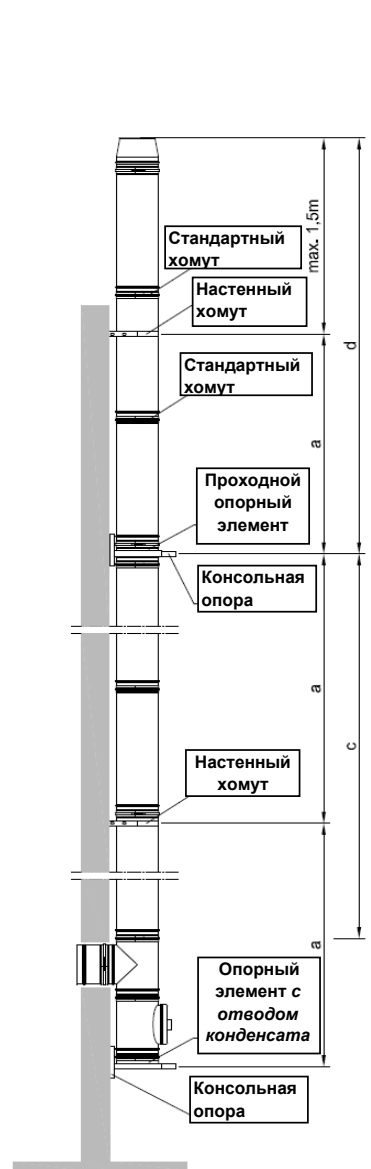 max. 1,5m
d
Стандартный
хомут
Настенный
хомут
Стандартный
хомут
a
Проходной
опорный
элемент
Консольная
опора
a
c
Настенный
хомут
a
Опорный
элемент с
отводом
конденсата
Консольная
опора